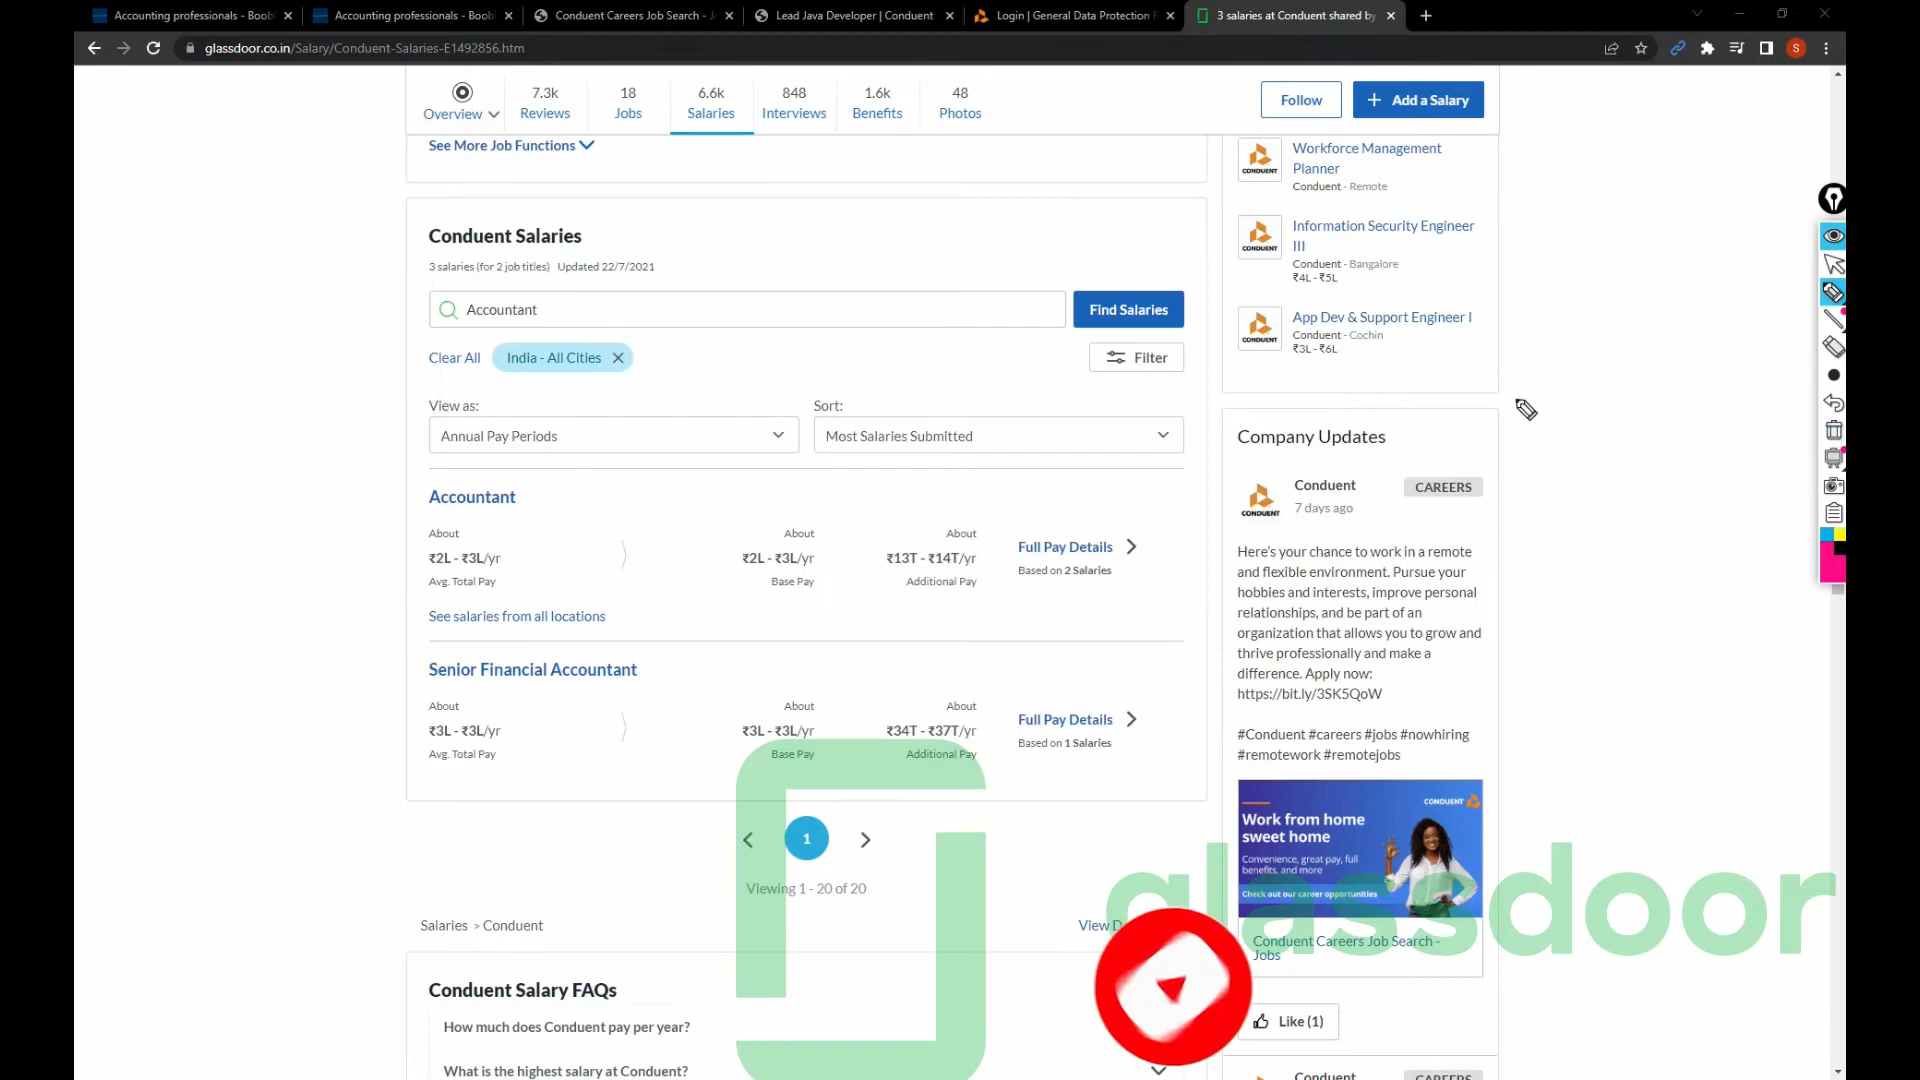 Accounting professionals - Boob
Accounting professionals - Boob
Conduent Careers Job Search - J
Lead Java Developer | Conduent
Login | General Data Protection R
3 salaries at Conduent shared by
S
glassdoor.co.in/Salary/Conduent-Salaries-E1492856.htm
Overview
7.3k
Reviews
18
Jobs
6.6k
Salaries
848
Interviews
1.6k
Benefits
48
Photos
Follow
+ Add a Salary
See More Job Functions
Conduent Salaries
3 salaries (for 2 job titles) Updated 22/7/2021
Accountant
Find Salaries
Clear All
India - All Cities
Filter
View as:
Annual Pay Periods
Sort:
Most Salaries Submitted
Accountant
About
₹2L - ₹3L/yr
Avg. Total Pay
About
₹2L - ₹3L/yr
Base Pay
About
₹13T - ₹14T/yr
Additional Pay
Full Pay Details
Based on 2 Salaries
See salaries from all locations
Senior Financial Accountant
About
₹3L - ₹3L/yr
Avg. Total Pay
About
₹3L - ₹3L/yr
Base Pay
About
₹34T - ₹37T/yr
Additional Pay
Full Pay Details
Based on 1 Salaries
1
Viewing 1 - 20 of 20
Salaries > Conduent
View D
Conduent Salary FAQs
How much does Conduent pay per year?
What is the highest salary at Conduent?
CONDUENT
Workforce Management
Planner
Conduent - Remote
CONDUENT
Information Security Engineer
III
Conduent - Bangalore
₹4L - ₹5L
CONDUENT
App Dev & Support Engineer I
Conduent - Cochin
₹3L - ₹6L
Company Updates
CONDUENT
Conduent
7 days ago
CAREERS
Here's your chance to work in a remote
and flexible environment. Pursue your
hobbies and interests, improve personal
relationships, and be part of an
organization that allows you to grow and
thrive professionally and make a
difference. Apply now:
https://bit.ly/3SK5QoW
#Conduent #careers #jobs #nowhiring
#remotework #remotejobs
CONDUENT
Work from home
sweet home
Convenience, great pay, full
benefits, and more
Check out our career opportunities
Conduent Careers Job Search -
Jobs
Like (1)
Conduent
CAREERS
glassdoor